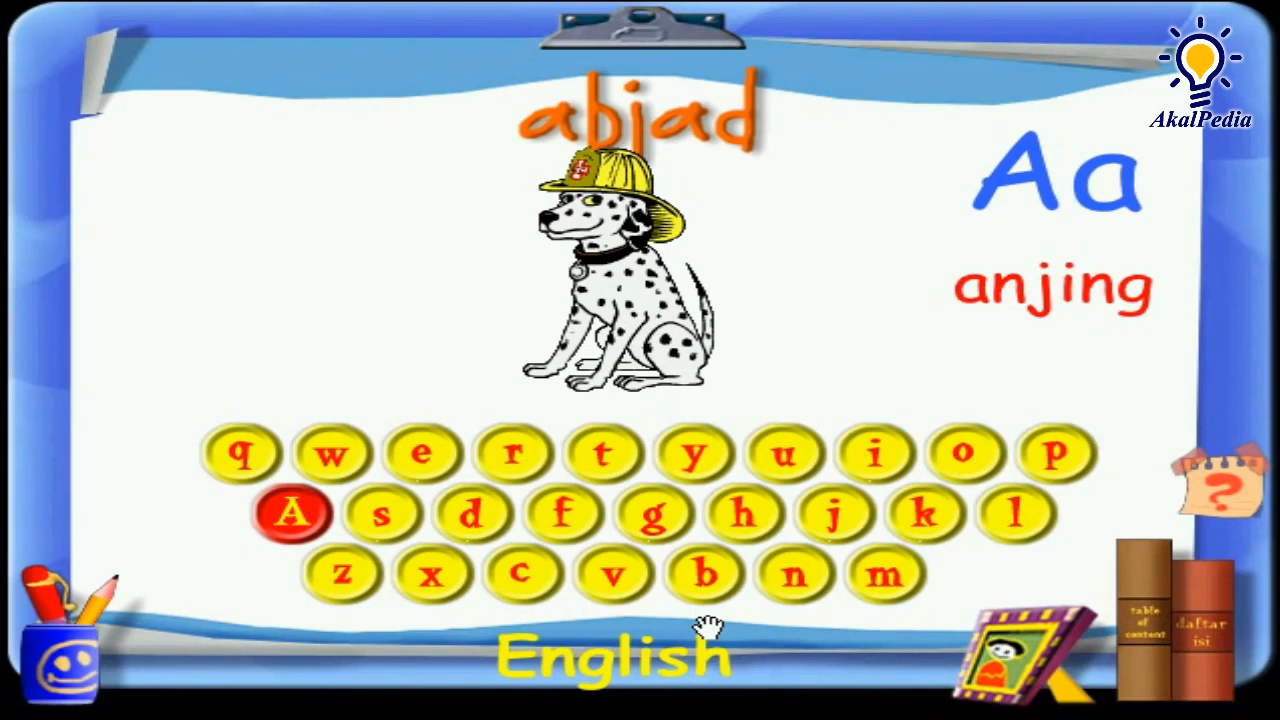 AkalPedia
abjad
Aa
anjing
q w e r t y u i o p
A s d f g h j k l
z x c v b n m
?
table
of
content
daftar
isi
English